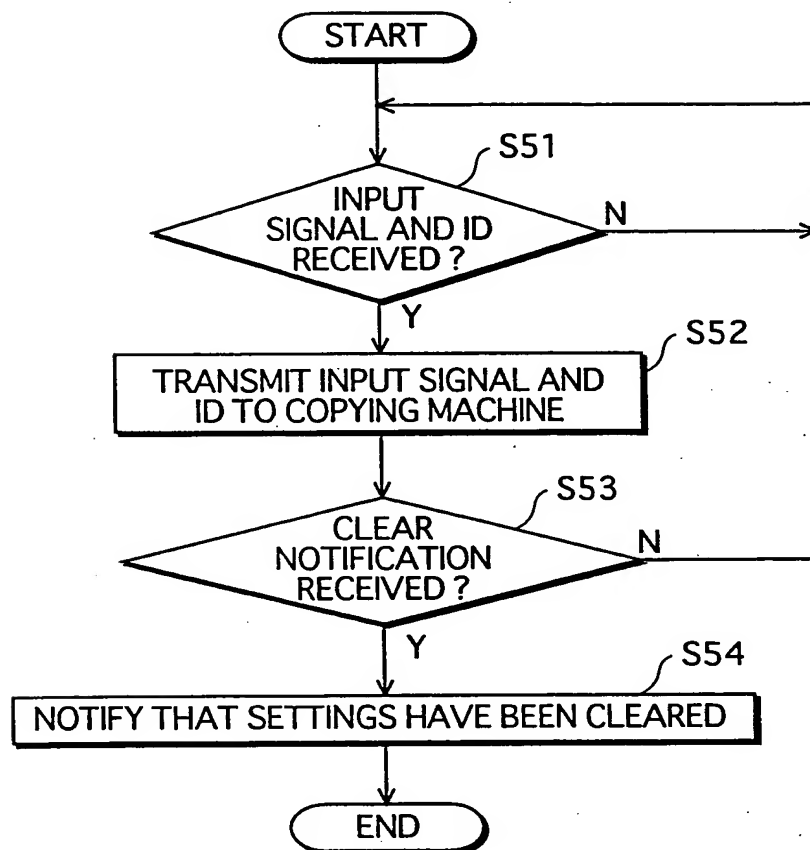 START
S51
INPUT
SIGNAL AND ID
RECEIVED ?
N
Y
S52
TRANSMIT INPUT SIGNAL AND
ID TO COPYING MACHINE
S53
CLEAR
NOTIFICATION
RECEIVED ?
N
Y
S54
NOTIFY THAT SETTINGS HAVE BEEN CLEARED
END